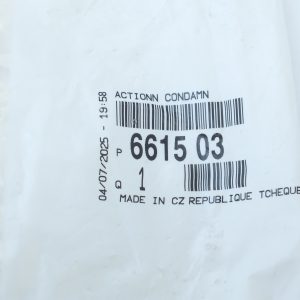 ACTIONN CONDAMN
P 6615 03
Q 1
MADE IN CZ REPUBLIQUE TCHEQUE
04/07/2025 - 19:58